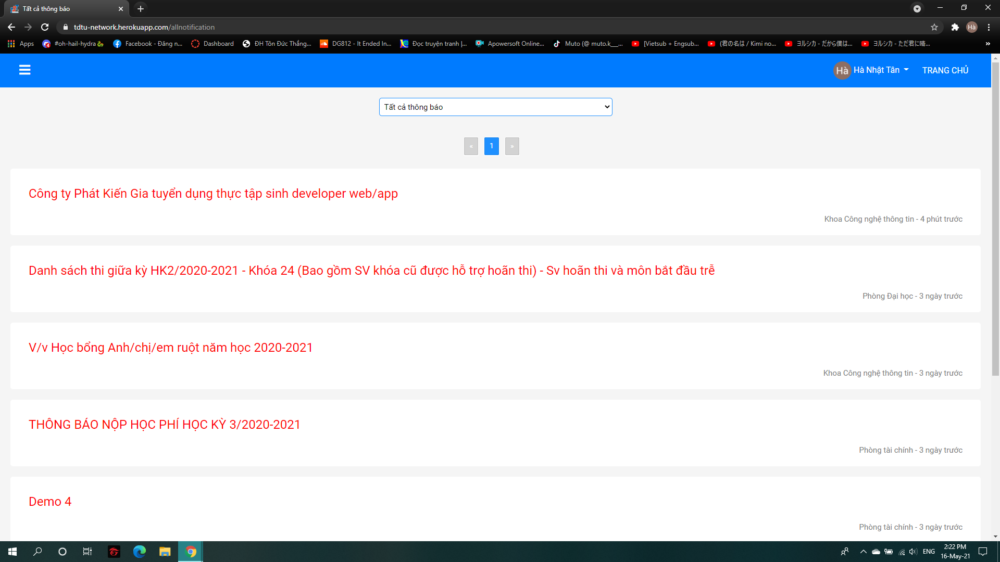 Tất cả thông báo
tdtu-network.herokuapp.com/allnotification
Hà
Apps
#oh-hail-hydra🐍
Facebook - Đăng n...
Dashboard
ĐH Tôn Đức Thắng...
DG812 - It Ended In...
Đọc truyện tranh |...
Apowersoft Online...
Muto (@ muto.k___...
[Vietsub + Engsub...
(君の名は / Kimi no...
ヨルシカ - だから僕は...
ヨルシカ - ただ君に晴...
»
Hà Hà Nhật Tân TRANG CHỦ
Tất cả thông báo
« 1 »
Công ty Phát Kiến Gia tuyển dụng thực tập sinh developer web/app
Khoa Công nghệ thông tin - 4 phút trước
Danh sách thi giữa kỳ HK2/2020-2021 - Khóa 24 (Bao gồm SV khóa cũ được hỗ trợ hoãn thi) - Sv hoãn thi và môn bắt đầu trễ
Phòng Đại học - 3 ngày trước
V/v Học bổng Anh/chị/em ruột năm học 2020-2021
Khoa Công nghệ thông tin - 3 ngày trước
THÔNG BÁO NỘP HỌC PHÍ HỌC KỲ 3/2020-2021
Phòng tài chính - 3 ngày trước
Demo 4
Phòng tài chính - 3 ngày trước
ENG
2:22 PM
16-May-21